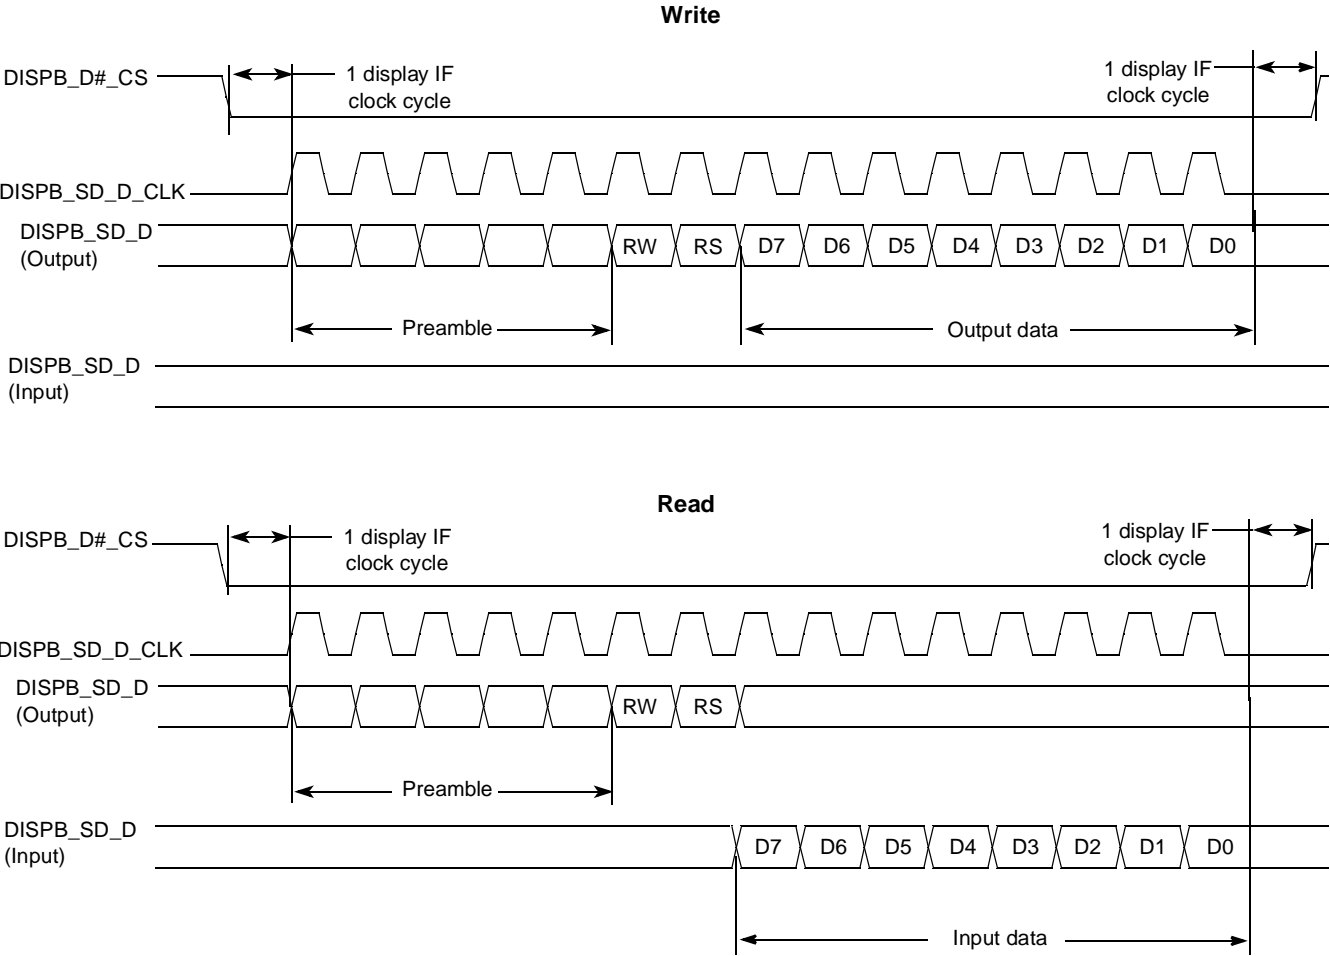 Write
DISPB_D#_CS
1 display IF
clock cycle
1 display IF
clock cycle
DISPB_SD_D_CLK
DISPB_SD_D
(Output)
RW RS D7 D6 D5 D4 D3 D2 D1 D0
Preamble
Output data
DISPB_SD_D
(Input)
Read
DISPB_D#_CS
1 display IF
clock cycle
1 display IF
clock cycle
DISPB_SD_D_CLK
DISPB_SD_D
(Output)
RW RS
Preamble
DISPB_SD_D
(Input)
D7 D6 D5 D4 D3 D2 D1 D0
Input data